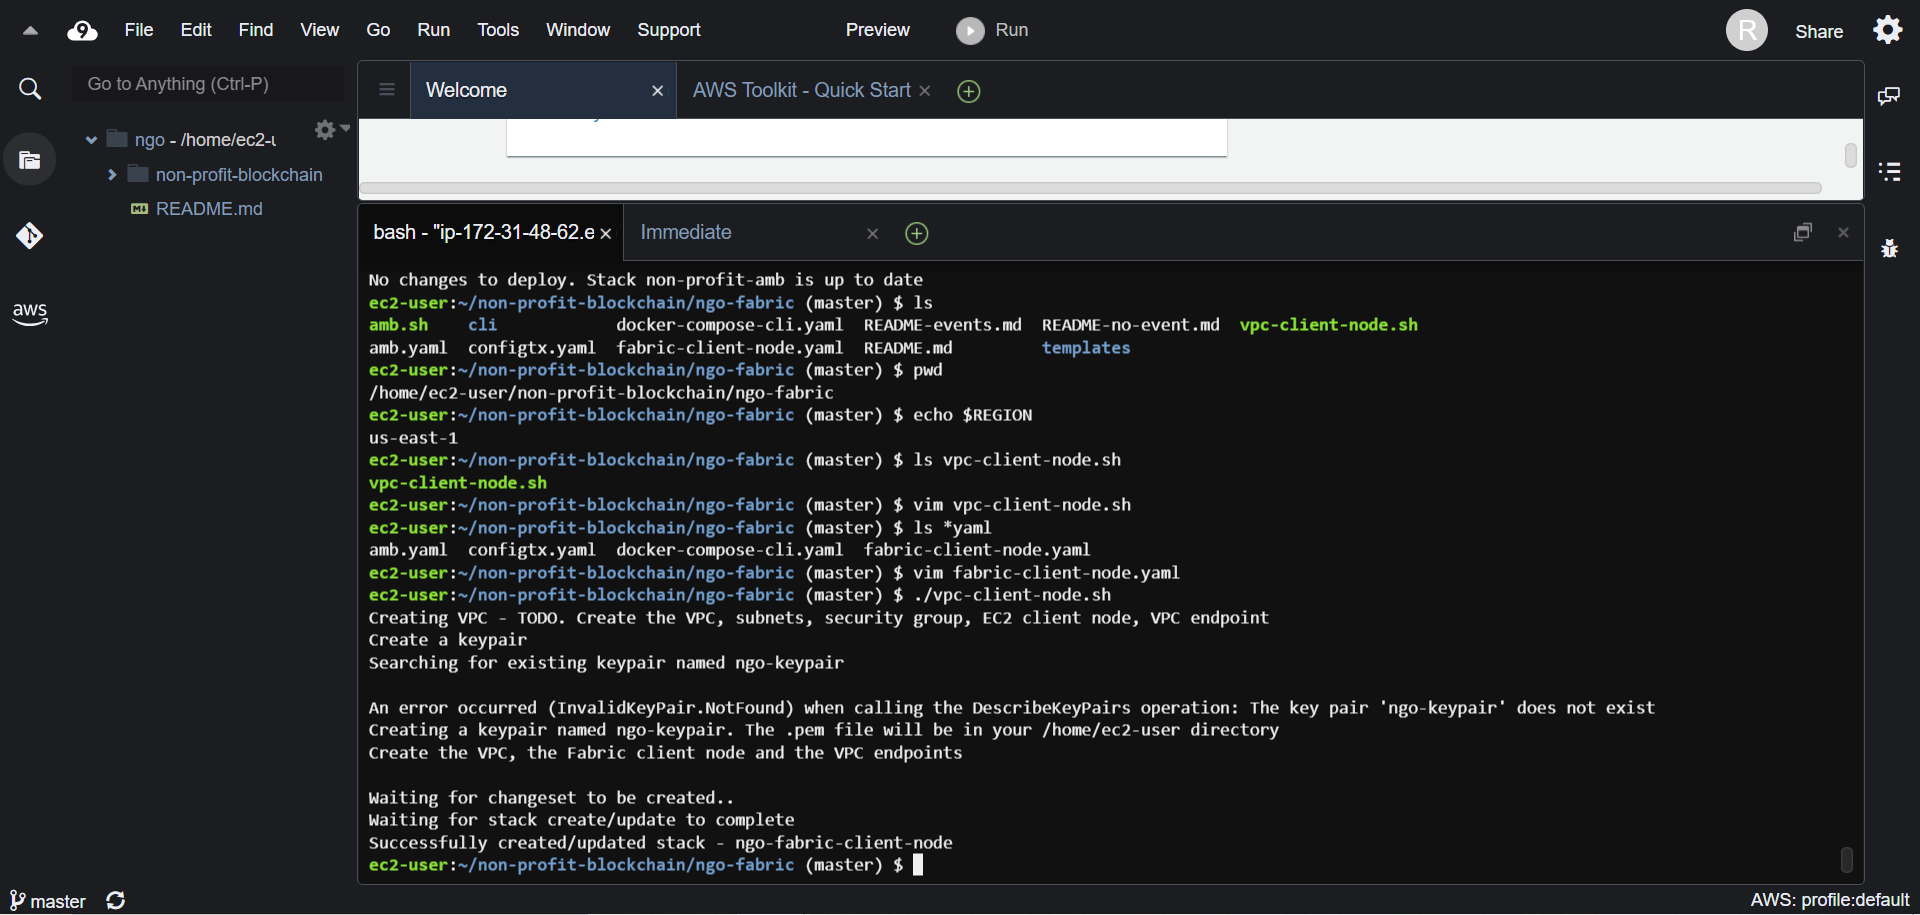 File Edit Find View Go Run Tools Window Support Preview Run R Share
Go to Anything (Ctrl-P)
Welcome
AWS Toolkit - Quick Start
ngo - /home/ec2-u
non-profit-blockchain
README.md
aws
bash - "ip-172-31-48-62.e
Immediate
No changes to deploy. Stack non-profit-amb is up to date
ec2-user:~/non-profit-blockchain/ngo-fabric (master) $ ls
amb.sh cli docker-compose-cli.yaml README-events.md README-no-event.md vpc-client-node.sh
amb.yaml configtx.yaml fabric-client-node.yaml README.md templates
ec2-user:~/non-profit-blockchain/ngo-fabric (master) $ pwd
/home/ec2-user/non-profit-blockchain/ngo-fabric
ec2-user:~/non-profit-blockchain/ngo-fabric (master) $ echo $REGION
us-east-1
ec2-user:~/non-profit-blockchain/ngo-fabric (master) $ ls vpc-client-node.sh
vpc-client-node.sh
ec2-user:~/non-profit-blockchain/ngo-fabric (master) $ vim vpc-client-node.sh
ec2-user:~/non-profit-blockchain/ngo-fabric (master) $ ls *yaml
amb.yaml configtx.yaml docker-compose-cli.yaml fabric-client-node.yaml
ec2-user:~/non-profit-blockchain/ngo-fabric (master) $ vim fabric-client-node.yaml
ec2-user:~/non-profit-blockchain/ngo-fabric (master) $ ./vpc-client-node.sh
Creating VPC - TODO. Create the VPC, subnets, security group, EC2 client node, VPC endpoint
Create a keypair
Searching for existing keypair named ngo-keypair
An error occurred (InvalidKeyPair.NotFound) when calling the DescribeKeyPairs operation: The key pair 'ngo-keypair' does not exist
Creating a keypair named ngo-keypair. The .pem file will be in your /home/ec2-user directory
Create the VPC, the Fabric client node and the VPC endpoints
Waiting for changeset to be created..
Waiting for stack create/update to complete
Successfully created/updated stack - ngo-fabric-client-node
ec2-user:~/non-profit-blockchain/ngo-fabric (master) $
master
AWS: profile:default